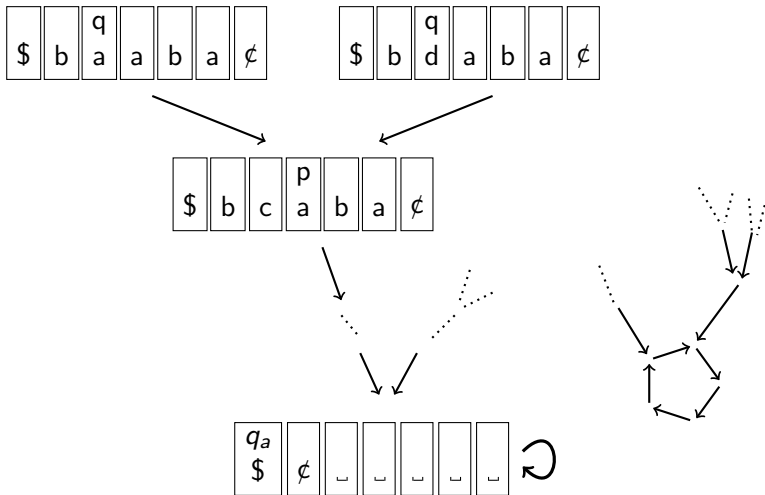 q q
$ b a a b a ¢ $ b d a b a ¢
p
$ b c a b a ¢
qₐ
$ ¢ ␣ ␣ ␣ ␣ ␣